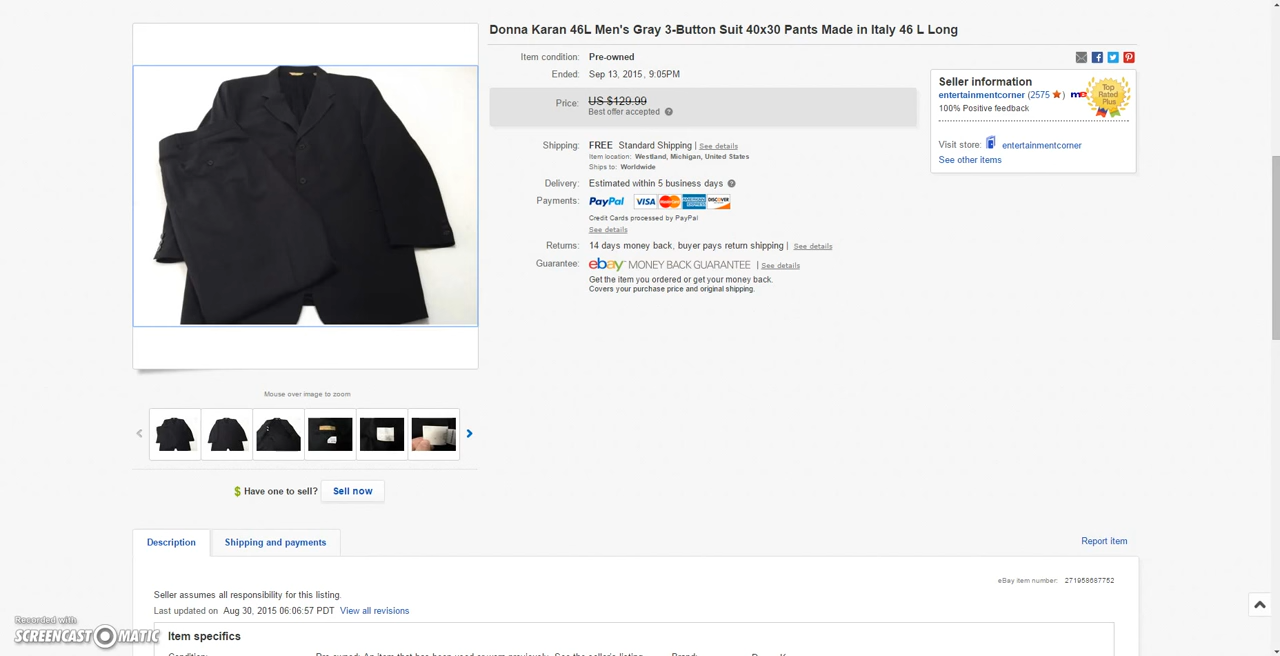 Donna Karan 46L Men's Gray 3-Button Suit 40x30 Pants Made in Italy 46 L Long
Item condition: Pre-owned
Ended: Sep 13, 2015 , 9:05PM
Price: US $129.99
Best offer accepted ?
Shipping: FREE Standard Shipping | See details
Item location: Westland, Michigan, United States
Ships to: Worldwide
Delivery: Estimated within 5 business days ?
Payments: PayPal VISA MasterCard AMERICAN EXPRESS DISCOVER
Credit Cards processed by PayPal
See details
Returns: 14 days money back, buyer pays return shipping | See details
Guarantee: ebay MONEY BACK GUARANTEE | See details
Get the item you ordered or get your money back.
Covers your purchase price and original shipping.
Seller information
entertainmentcorner (2575 ) me
Top Rated Plus
100% Positive feedback
Visit store: entertainmentcorner
See other items
Mouse over image to zoom
$ Have one to sell? Sell now
Description Shipping and payments Report item
eBay item number: 271958687752
Seller assumes all responsibility for this listing.
Last updated on Aug 30, 2015 06:06:57 PDT View all revisions
Item specifics
Recorded with
SCREENCAST O MATIC